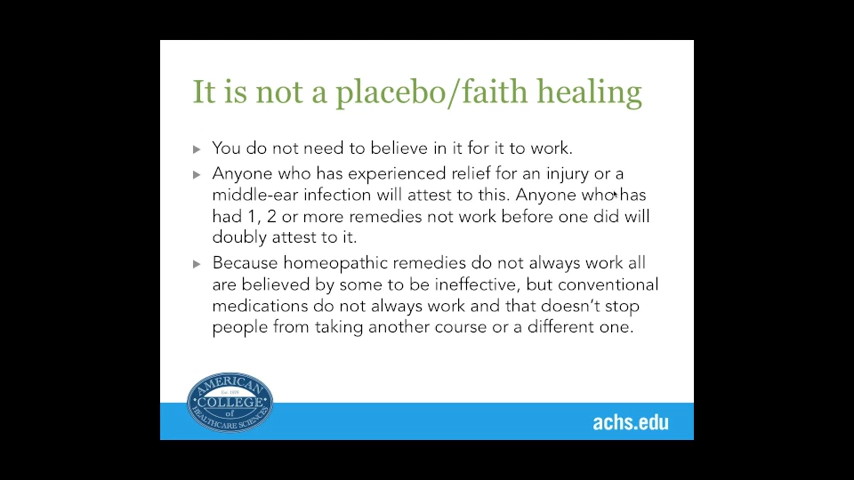 It is not a placebo/faith healing
You do not need to believe in it for it to work.
Anyone who has experienced relief for an injury or a
middle-ear infection will attest to this. Anyone who has
had 1, 2 or more remedies not work before one did will
doubly attest to it.
Because homeopathic remedies do not always work all
are believed by some to be ineffective, but conventional
medications do not always work and that doesn't stop
people from taking another course or a different one.
AMERICAN
COLLEGE
of
HEALTHCARE SCIENCES
achs.edu